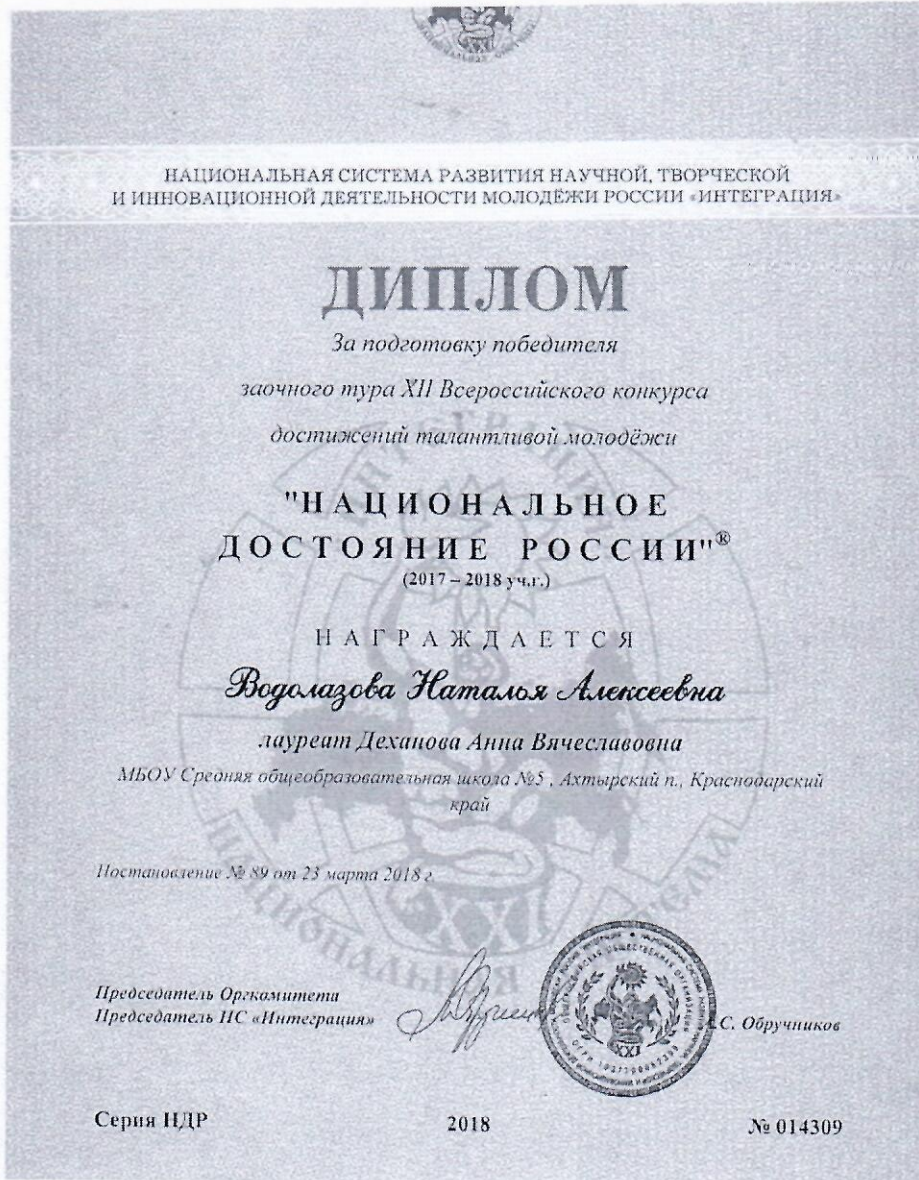 НАЦИОНАЛЬНАЯ СИСТЕМА РАЗВИТИЯ НАУЧНОЙ, ТВОРЧЕСКОЙ
И ИННОВАЦИОННОЙ ДЕЯТЕЛЬНОСТИ МОЛОДЁЖИ РОССИИ «ИНТЕГРАЦИЯ»
ДИПЛОМ
За подготовку победителя
заочного тура XII Всероссийского конкурса
достижений талантливой молодёжи
"НАЦИОНАЛЬНОЕ
ДОСТОЯНИЕ РОССИИ"®
(2017 – 2018 уч.г.)
НАГРАЖДАЕТСЯ
Водолазова Наталья Алексеевна
лауреат Деханова Анна Вячеславовна
МБОУ Средняя общеобразовательная школа №5 , Ахтырский п., Краснодарский
край
Постановление № 89 от 23 марта 2018 г.
Председатель Оргкомитета
Председатель НС «Интеграция»
С. Обручников
XXI
Серия НДР
2018
№ 014309